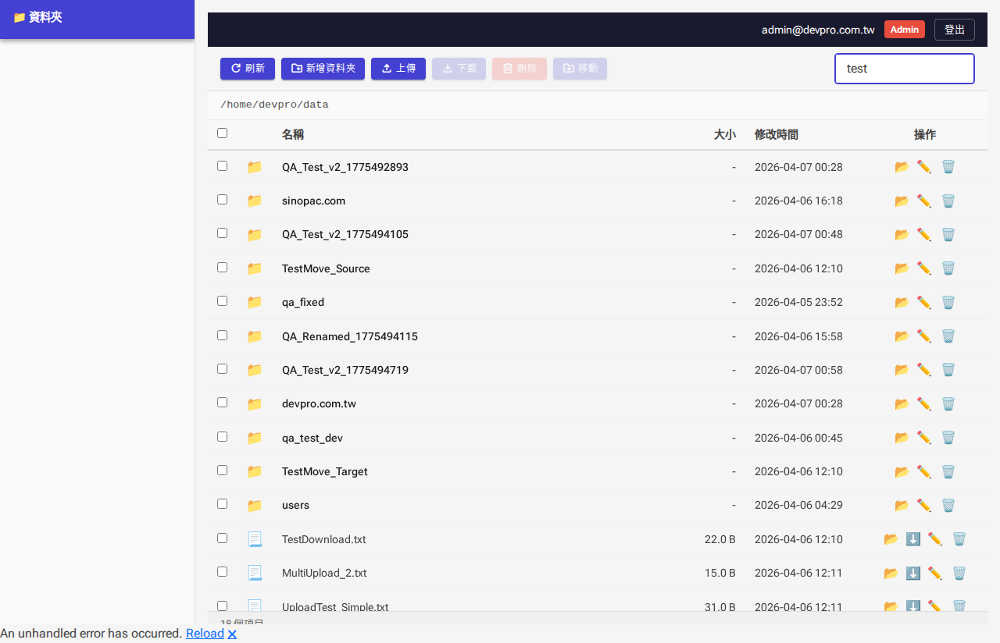 📁 資料夾
admin@devpro.com.tw Admin 登出
刷新 新增資料夾 上傳 下載 刪除 移動 test
/home/devpro/data
名稱 大小 修改時間 操作
QA_Test_v2_1775492893 - 2026-04-07 00:28
sinopac.com - 2026-04-06 16:18
QA_Test_v2_1775494105 - 2026-04-07 00:48
TestMove_Source - 2026-04-06 12:10
qa_fixed - 2026-04-05 23:52
QA_Renamed_1775494115 - 2026-04-06 15:58
QA_Test_v2_1775494719 - 2026-04-07 00:58
devpro.com.tw - 2026-04-07 00:28
qa_test_dev - 2026-04-06 00:45
TestMove_Target - 2026-04-06 12:10
users - 2026-04-06 04:29
TestDownload.txt 22.0 B 2026-04-06 12:10
MultiUpload_2.txt 15.0 B 2026-04-06 12:11
UploadTest_Simple.txt 31.0 B 2026-04-06 12:11
18 個項目
An unhandled error has occurred. Reload X